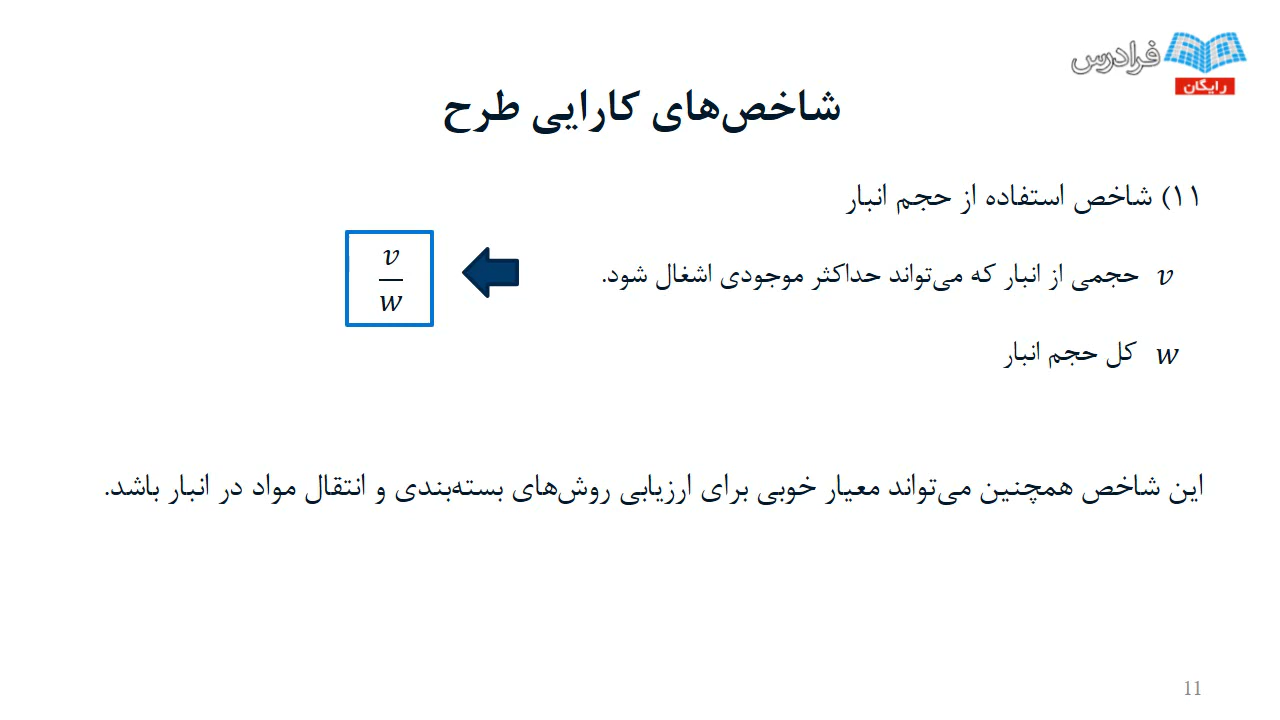 فرادرس
رایگان
شاخص‌های کارایی طرح
۱۱) شاخص استفاده از حجم انبار
v حجمی از انبار که می‌تواند حداکثر موجودی اشغال شود.
v
w
w کل حجم انبار
این شاخص همچنین می‌تواند معیار خوبی برای ارزیابی روش‌های بسته‌بندی و انتقال مواد در انبار باشد.
11